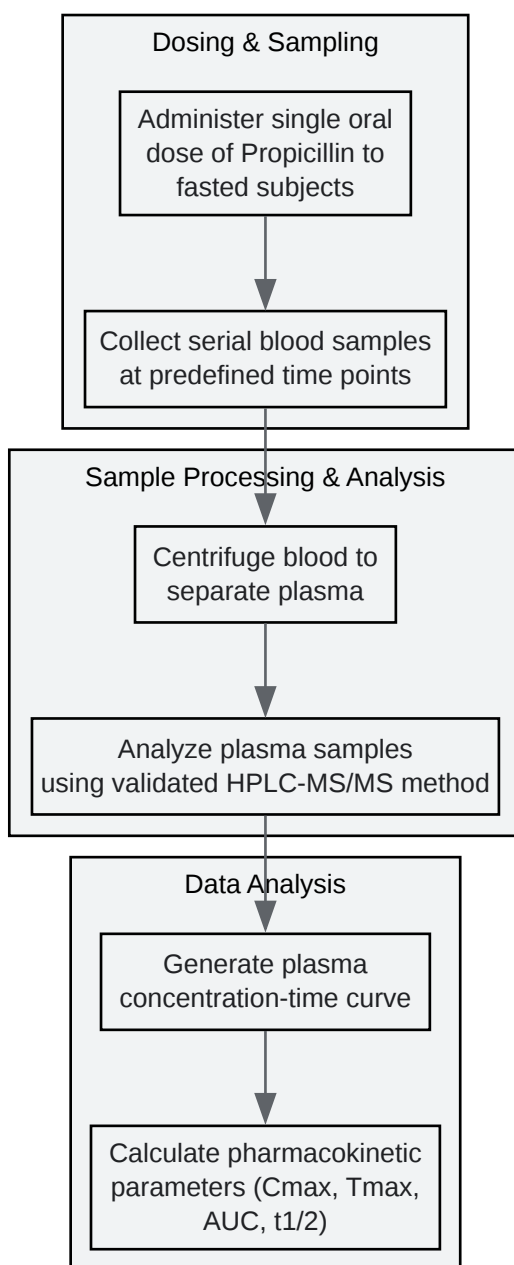 Dosing & Sampling
Administer single oral
dose of Propicillin to
fasted subjects
Collect serial blood samples
at predefined time points
Sample Processing & Analysis
Centrifuge blood to
separate plasma
Analyze plasma samples
using validated HPLC-MS/MS method
Data Analysis
Generate plasma
concentration-time curve
Calculate pharmacokinetic
parameters (Cmax, Tmax,
AUC, t1/2)